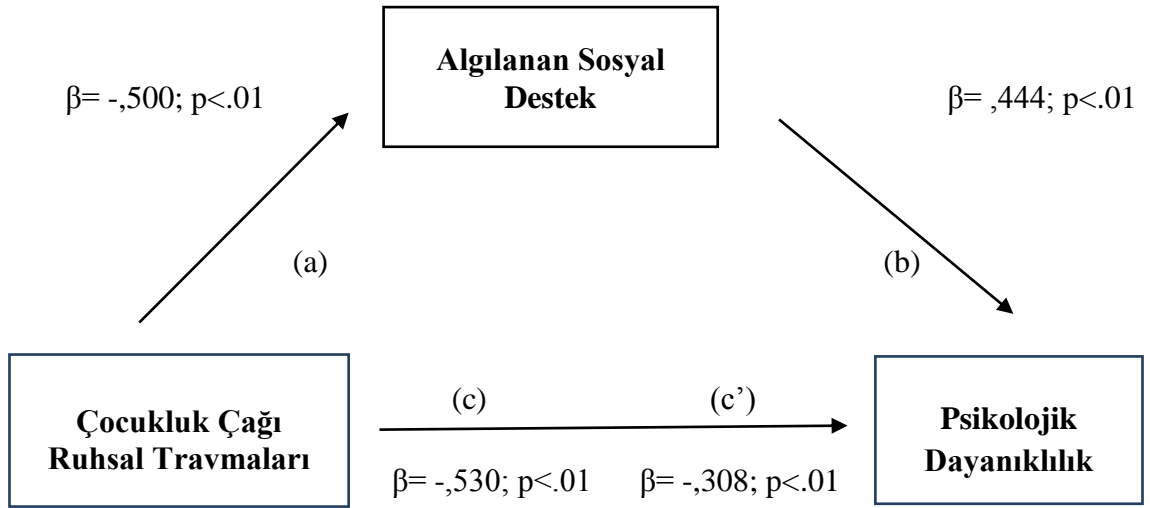 Algılanan Sosyal
Destek
β= -,500; p<.01
β= ,444; p<.01
(a)
(b)
Çocukluk Çağı
Ruhsal Travmaları
(c)
(c’)
β= -,530; p<.01
β= -,308; p<.01
Psikolojik
Dayanıklılık